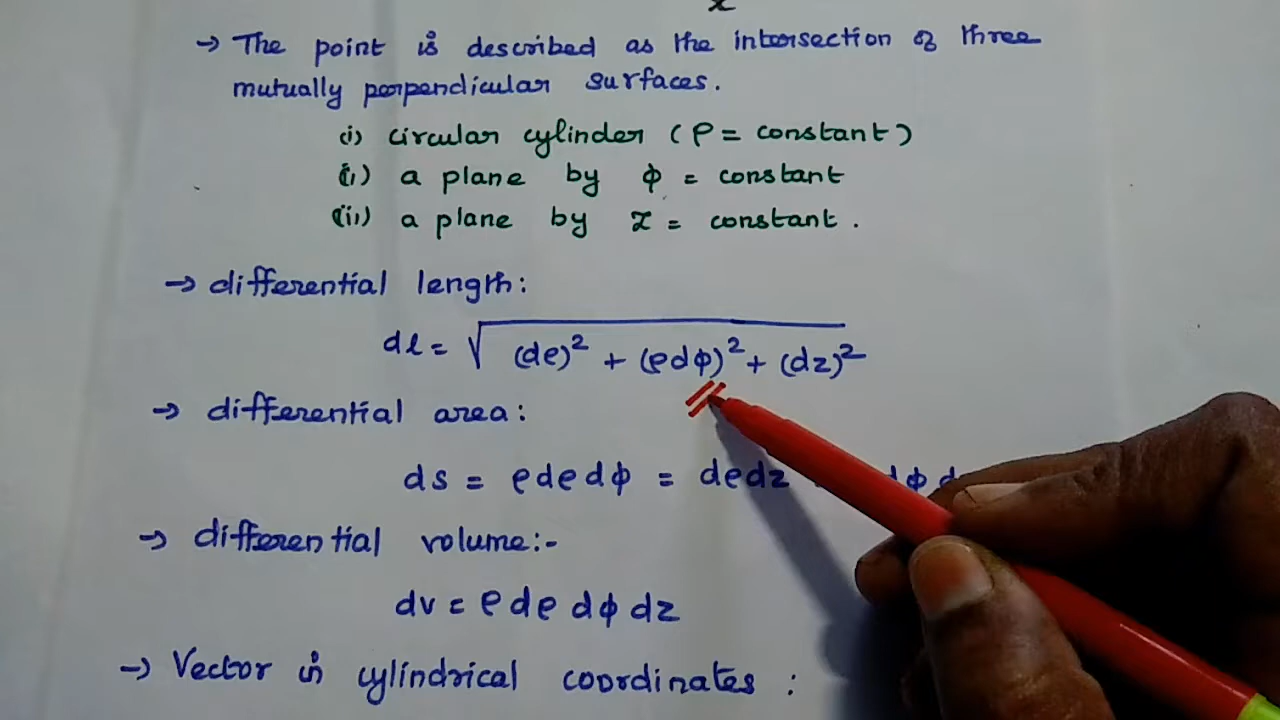 x
→ The point is described as the intersection of three
mutually perpendicular surfaces.
(i) circular cylinder (ρ = constant)
(ii) a plane by ϕ = constant
(iii) a plane by z = constant.
→ differential length:
dl = √(dρ)² + (ρdϕ)² + (dz)²
→ differential area:
ds = ρdρdϕ = dρdz dϕ d
→ differential volume:-
dv = ρ dρ dϕ dz
→ Vector in cylindrical coordinates :